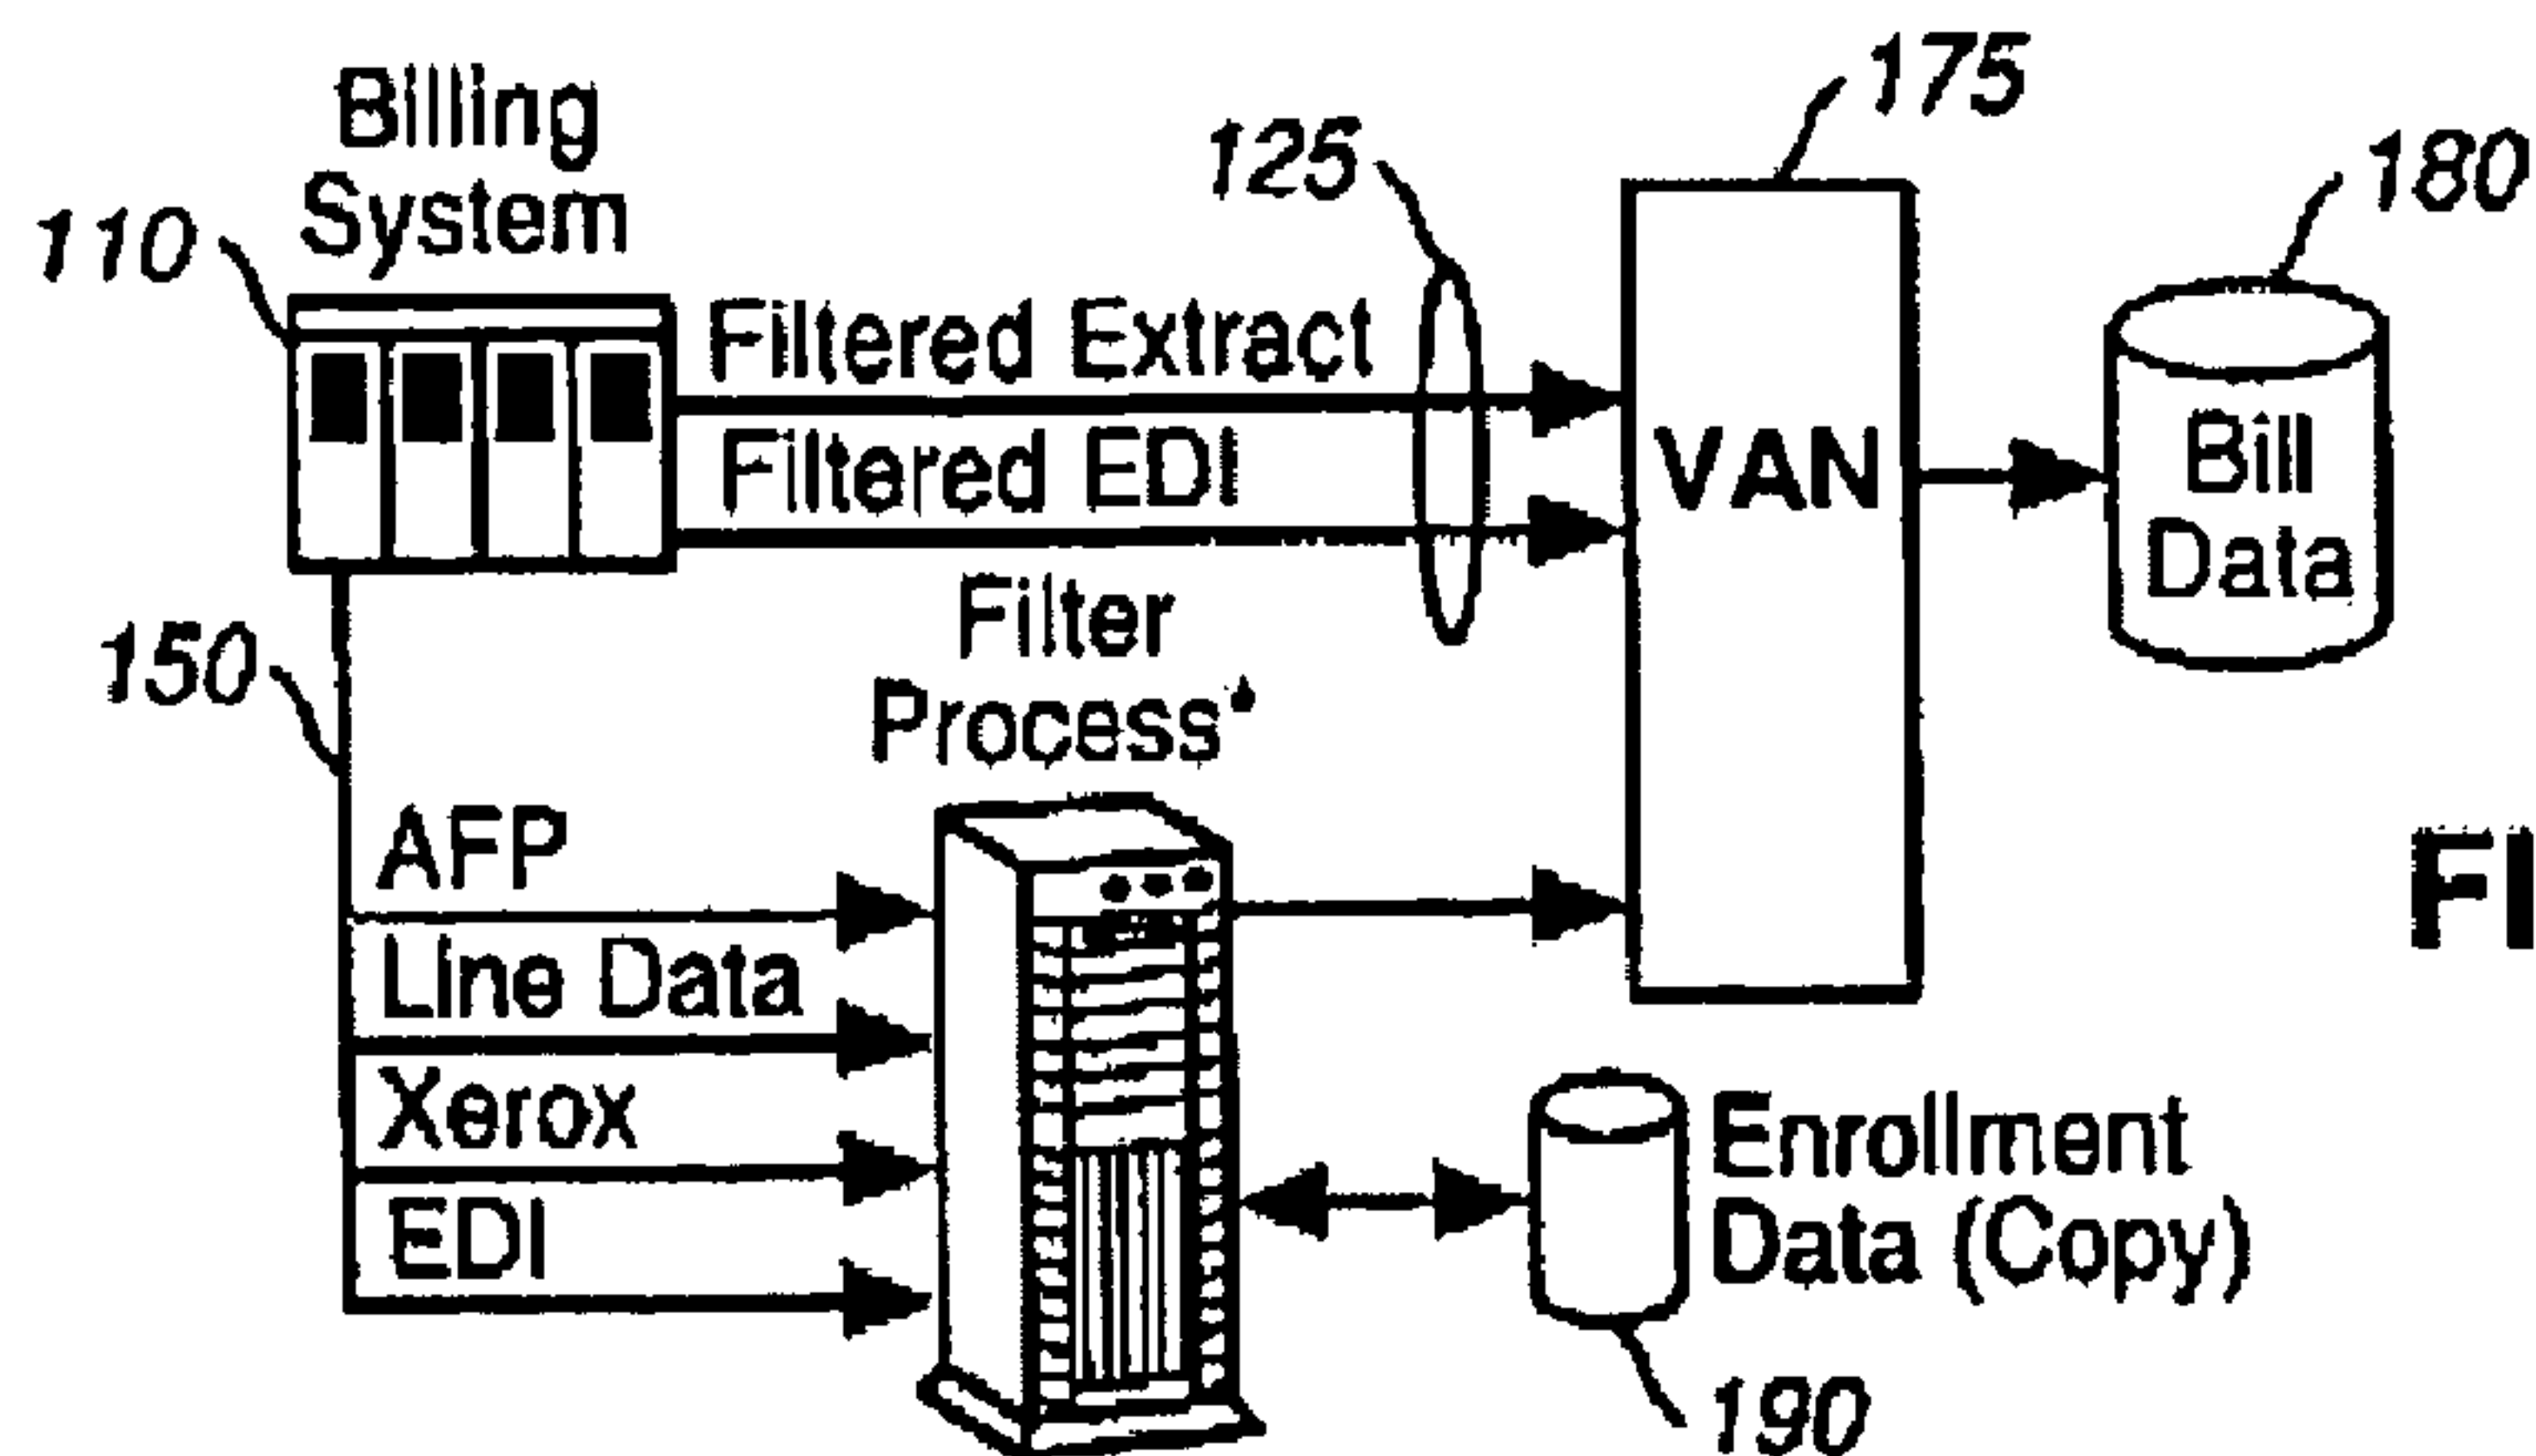 Billing
System
110
125
175
180
Filtered Extract
Filtered EDI
VAN
Bill
Data
Filter
Process*
150
AFP
Line Data
Xerox
EDI
FI
Enrollment
Data (Copy)
190